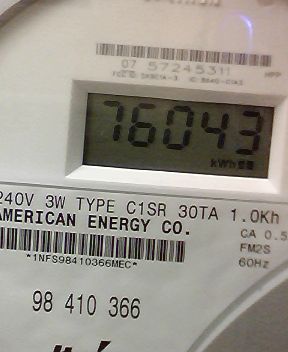 07 57245311
HPP
76043
kWh
240V 3W TYPE C1SR 30TA 1.0Kh
AMERICAN ENERGY CO.
CA 0.5
FM2S
60Hz
*1NFS98410366MEC*
98 410 366